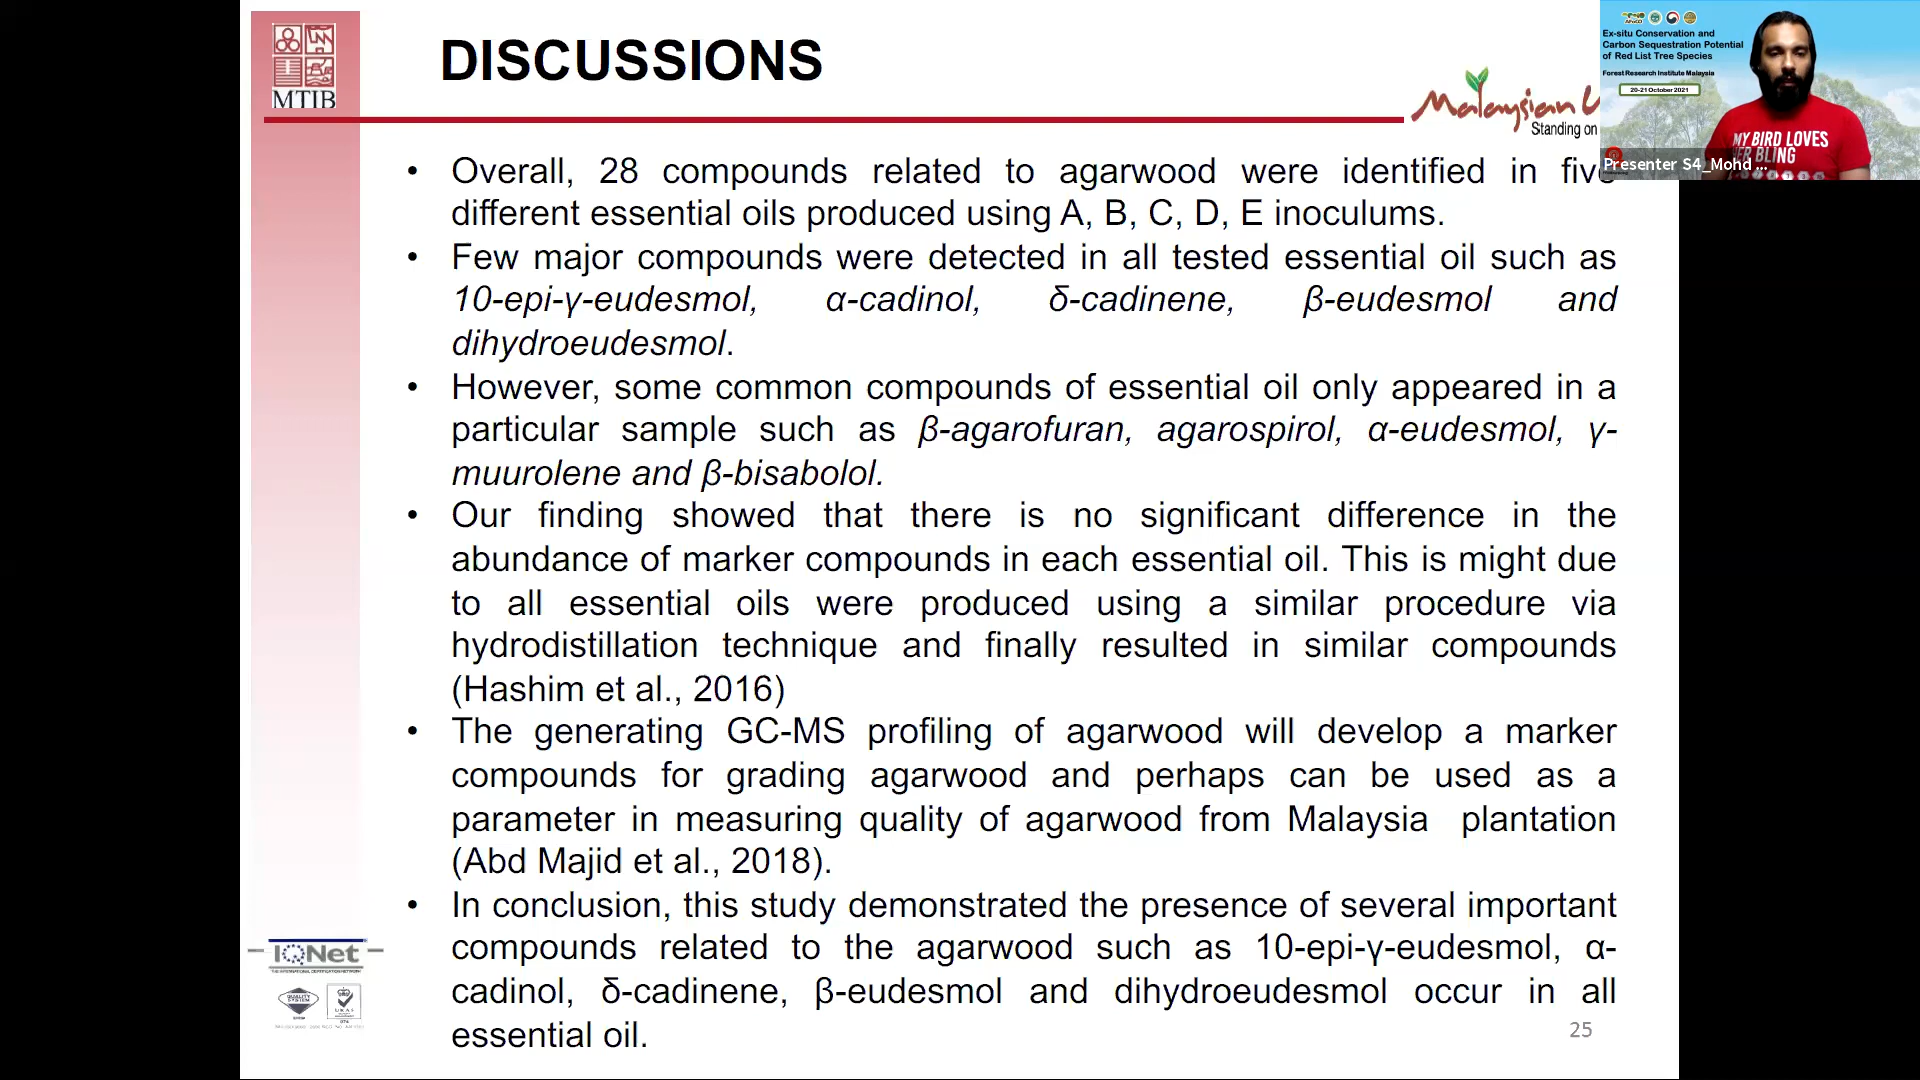 MTIB
DISCUSSIONS
Malaysian
Standing on
Ex-situ Conservation and
Carbon Sequestration Potential
of Red List Tree Species
Forest Research Institute Malaysia
20-21 October 2021
MY BIRD LOVES
HER BLING
Presenter S4_Mohd ...
• Overall, 28 compounds related to agarwood were identified in five
different essential oils produced using A, B, C, D, E inoculums.
• Few major compounds were detected in all tested essential oil such as
10-epi-γ-eudesmol, α-cadinol, δ-cadinene, β-eudesmol and
dihydroeudesmol.
• However, some common compounds of essential oil only appeared in a
particular sample such as β-agarofuran, agarospirol, α-eudesmol, γ-
muurolene and β-bisabolol.
• Our finding showed that there is no significant difference in the
abundance of marker compounds in each essential oil. This is might due
to all essential oils were produced using a similar procedure via
hydrodistillation technique and finally resulted in similar compounds
(Hashim et al., 2016)
• The generating GC-MS profiling of agarwood will develop a marker
compounds for grading agarwood and perhaps can be used as a
parameter in measuring quality of agarwood from Malaysia plantation
(Abd Majid et al., 2018).
• In conclusion, this study demonstrated the presence of several important
compounds related to the agarwood such as 10-epi-γ-eudesmol, α-
cadinol, δ-cadinene, β-eudesmol and dihydroeudesmol occur in all
essential oil.
IQNet
THE INTERNATIONAL CERTIFICATION NETWORK
QUALITY
SYSTEM
UKAS
25